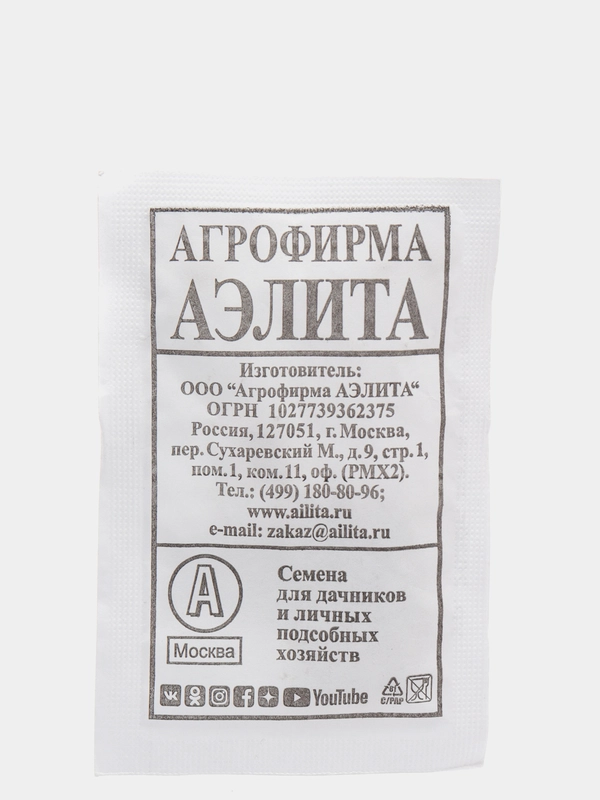 АГРОФИРМА
АЭЛИТА
Изготовитель:
ООО “Агрофирма АЭЛИТА“
ОГРН 1027739362375
Россия, 127051, г. Москва,
пер. Сухаревский М., д. 9, стр. 1,
пом. 1, ком. 11, оф. (РМХ2).
Тел.: (499) 180-80-96;
www.ailita.ru
e-mail: zakaz@ailita.ru
А
Москва
Семена
для дачников
и личных
подсобных
хозяйств
YouTube
C/PAP